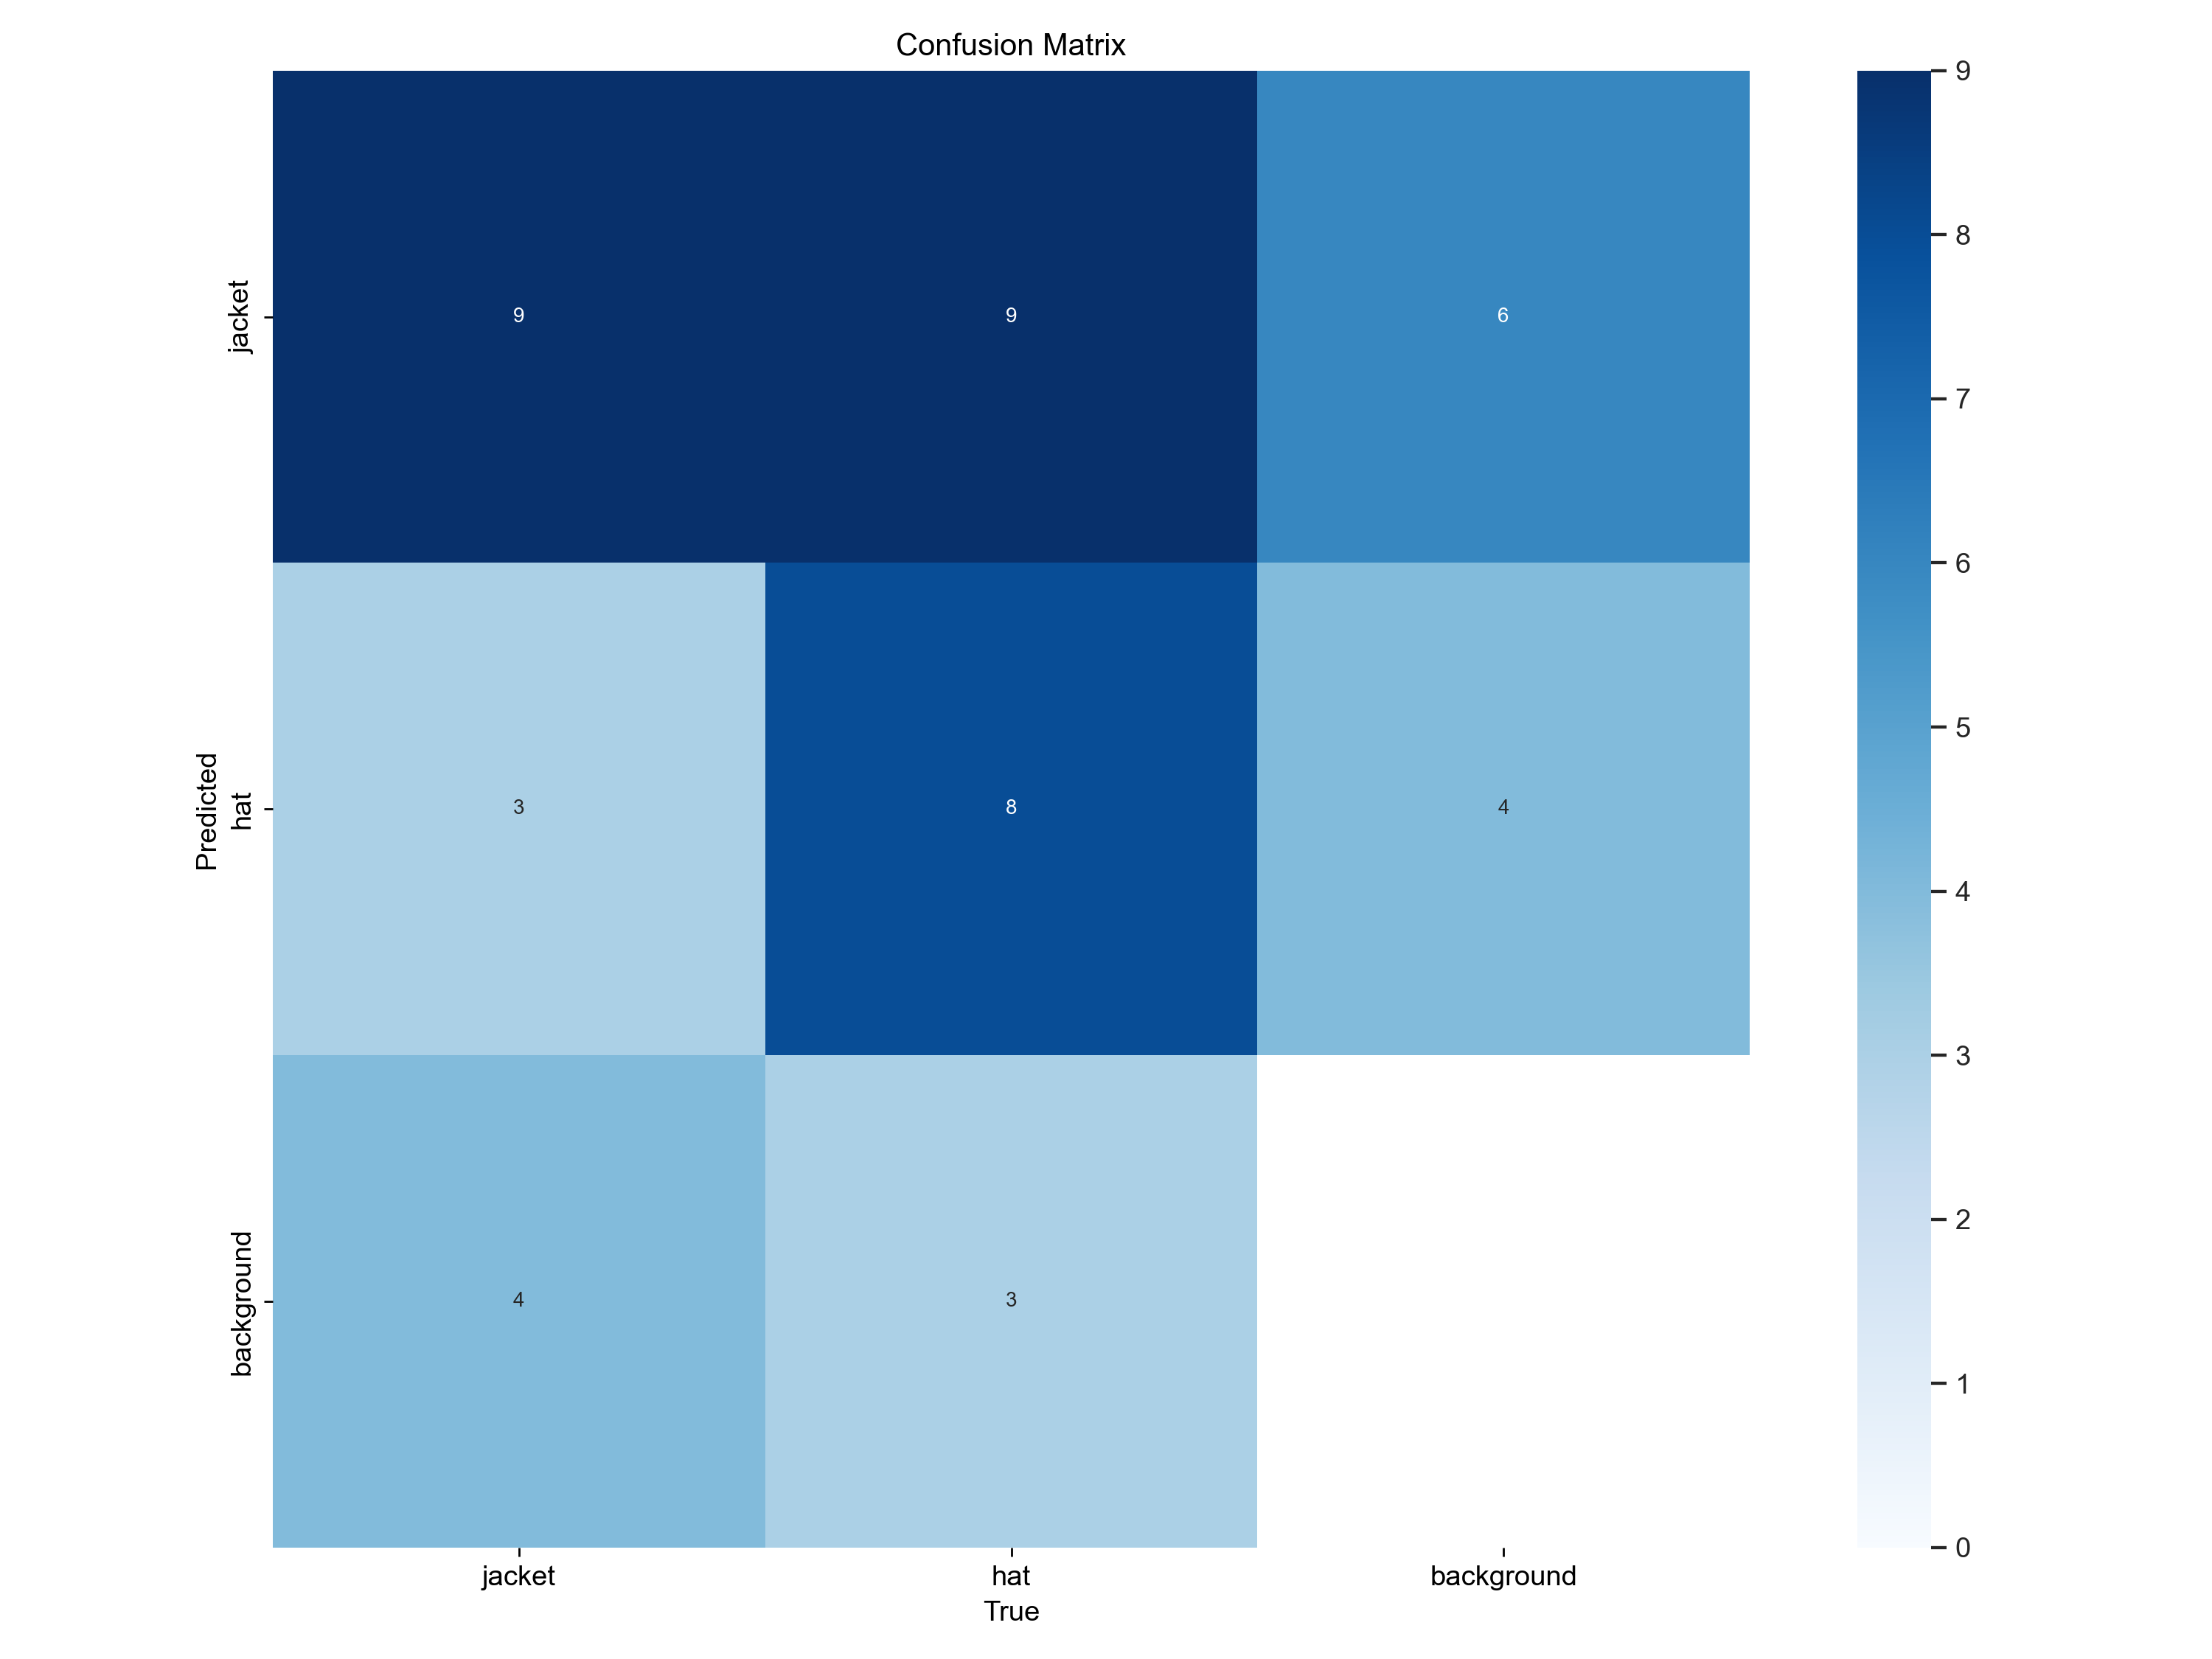 Confusion Matrix
jacket
9 9 6
Predicted
hat
3 8 4
background
4 3
jacket hat background
True
9
8
7
6
5
4
3
2
1
0